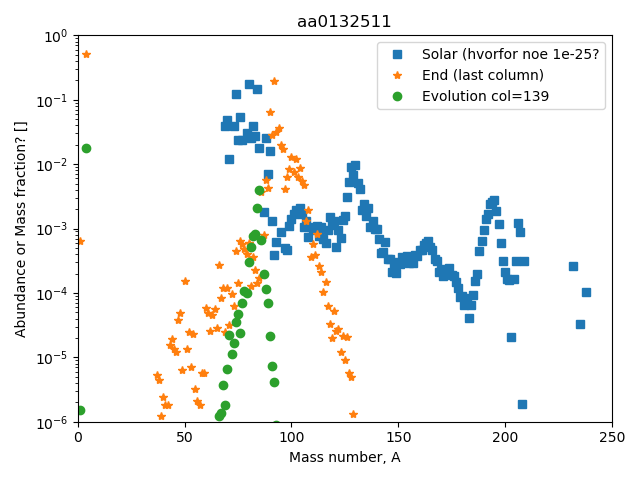 aa0132511
Abundance or Mass fraction? []
10⁰
10⁻¹
10⁻²
10⁻³
10⁻⁴
10⁻⁵
10⁻⁶
Solar (hvorfor noe 1e-25?
End (last column)
Evolution col=139
0 50 100 150 200 250
Mass number, A